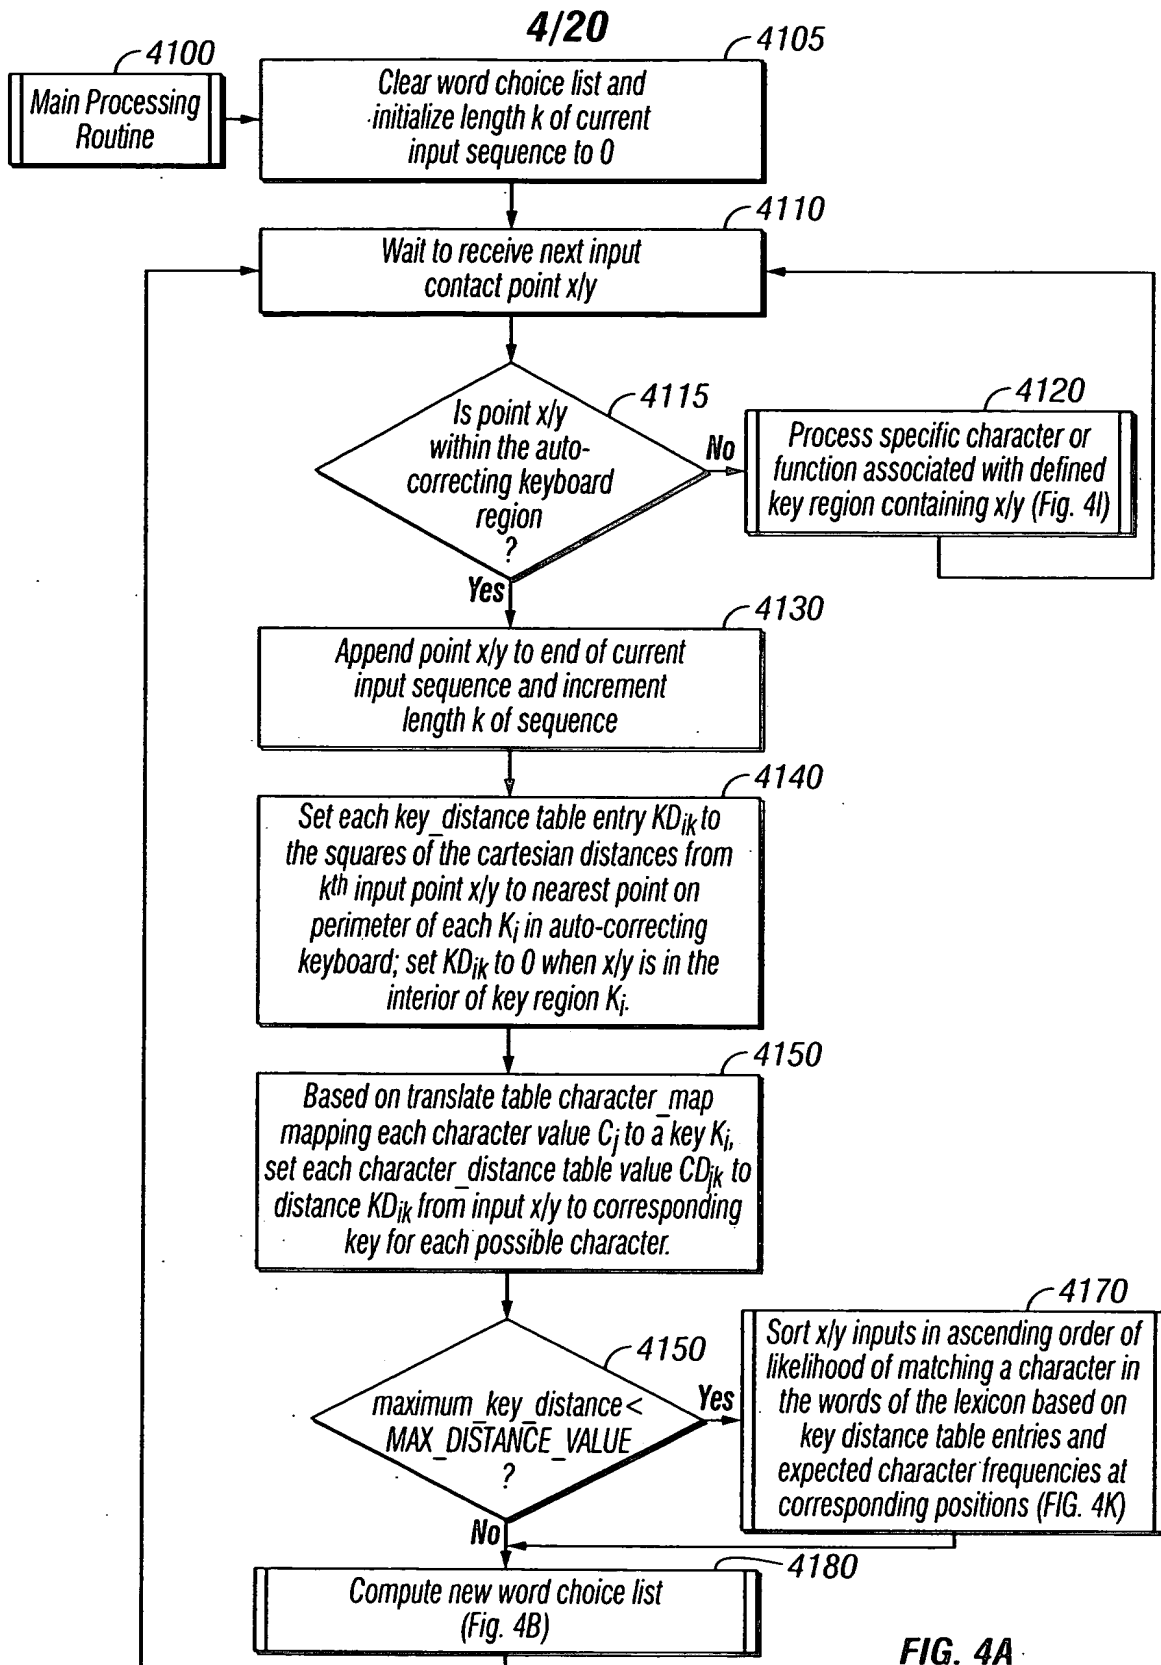 4/20
4100
Main Processing
Routine
4105
Clear word choice list and
initialize length k of current
input sequence to 0
4110
Wait to receive next input
contact point x/y
4115
Is point x/y
within the auto-
correcting keyboard
region
?
No
4120
Process specific character or
function associated with defined
key region containing x/y (Fig. 4I)
Yes
4130
Append point x/y to end of current
input sequence and increment
length k of sequence
4140
Set each key_distance table entry KDik to
the squares of the cartesian distances from
kth input point x/y to nearest point on
perimeter of each Ki in auto-correcting
keyboard; set KDik to 0 when x/y is in the
interior of key region Ki.
4150
Based on translate table character_map
mapping each character value Cj to a key Ki,
set each character_distance table value CDjk to
distance KDik from input x/y to corresponding
key for each possible character.
4150
maximum_key_distance<
MAX_DISTANCE_VALUE
?
Yes
4170
Sort x/y inputs in ascending order of
likelihood of matching a character in
the words of the lexicon based on
key distance table entries and
expected character frequencies at
corresponding positions (FIG. 4K)
No
4180
Compute new word choice list
(Fig. 4B)
FIG. 4A